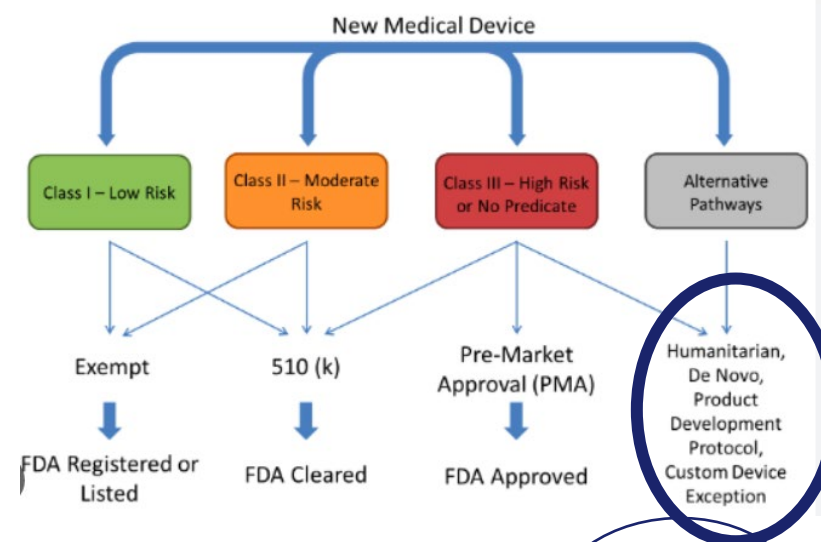 New Medical Device
Class I – Low Risk
Class II – Moderate
Risk
Class III – High Risk
or No Predicate
Alternative
Pathways
Exempt
510 (k)
Pre-Market
Approval (PMA)
Humanitarian,
De Novo,
Product
Development
Protocol,
Custom Device
Exception
FDA Registered or
Listed
FDA Cleared
FDA Approved